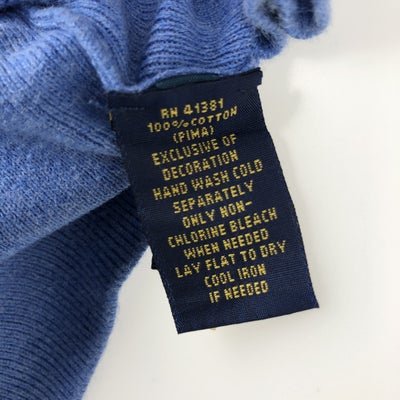 RN 41381
100% COTTON
(PIMA)
EXCLUSIVE OF
DECORATION
HAND WASH COLD
SEPARATELY
ONLY NON-
CHLORINE BLEACH
WHEN NEEDED
LAY FLAT TO DRY
COOL IRON
IF NEEDED